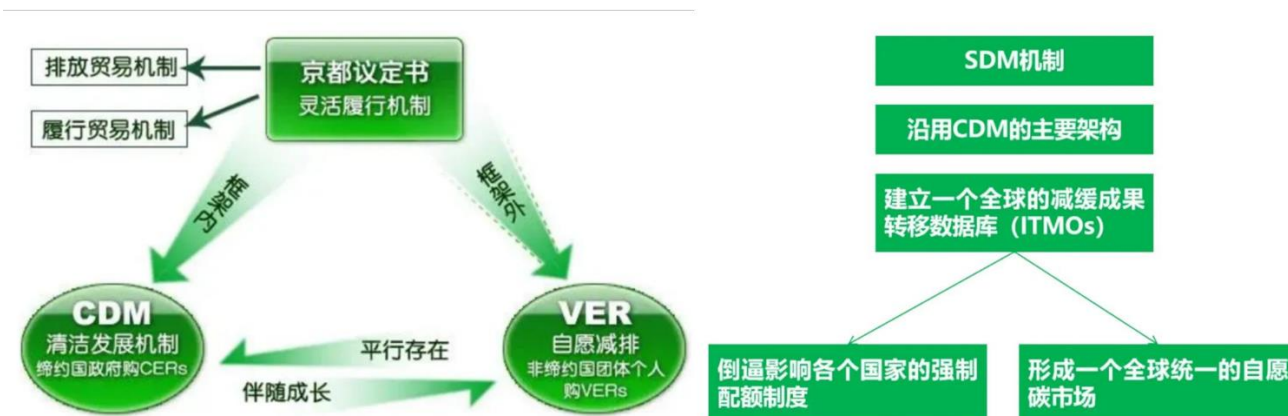 排放贸易机制
履行贸易机制
京都议定书
灵活履行机制
框架内
框架外
CDM
清洁发展机制
缔约国政府购CERs
平行存在
伴随成长
VER
自愿减排
非缔约国团体个人
购VERs
SDM机制
沿用CDM的主要架构
建立一个全球的减缓成果
转移数据库（ITMOs）
倒逼影响各个国家的强制
配额制度
形成一个全球统一的自愿
碳市场